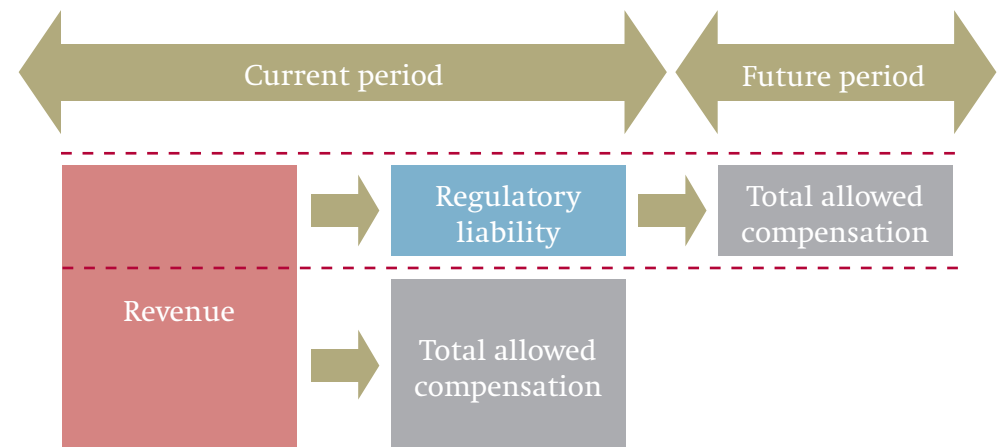 Current period
Future period
Regulatory
liability
Total allowed
compensation
Revenue
Total allowed
compensation